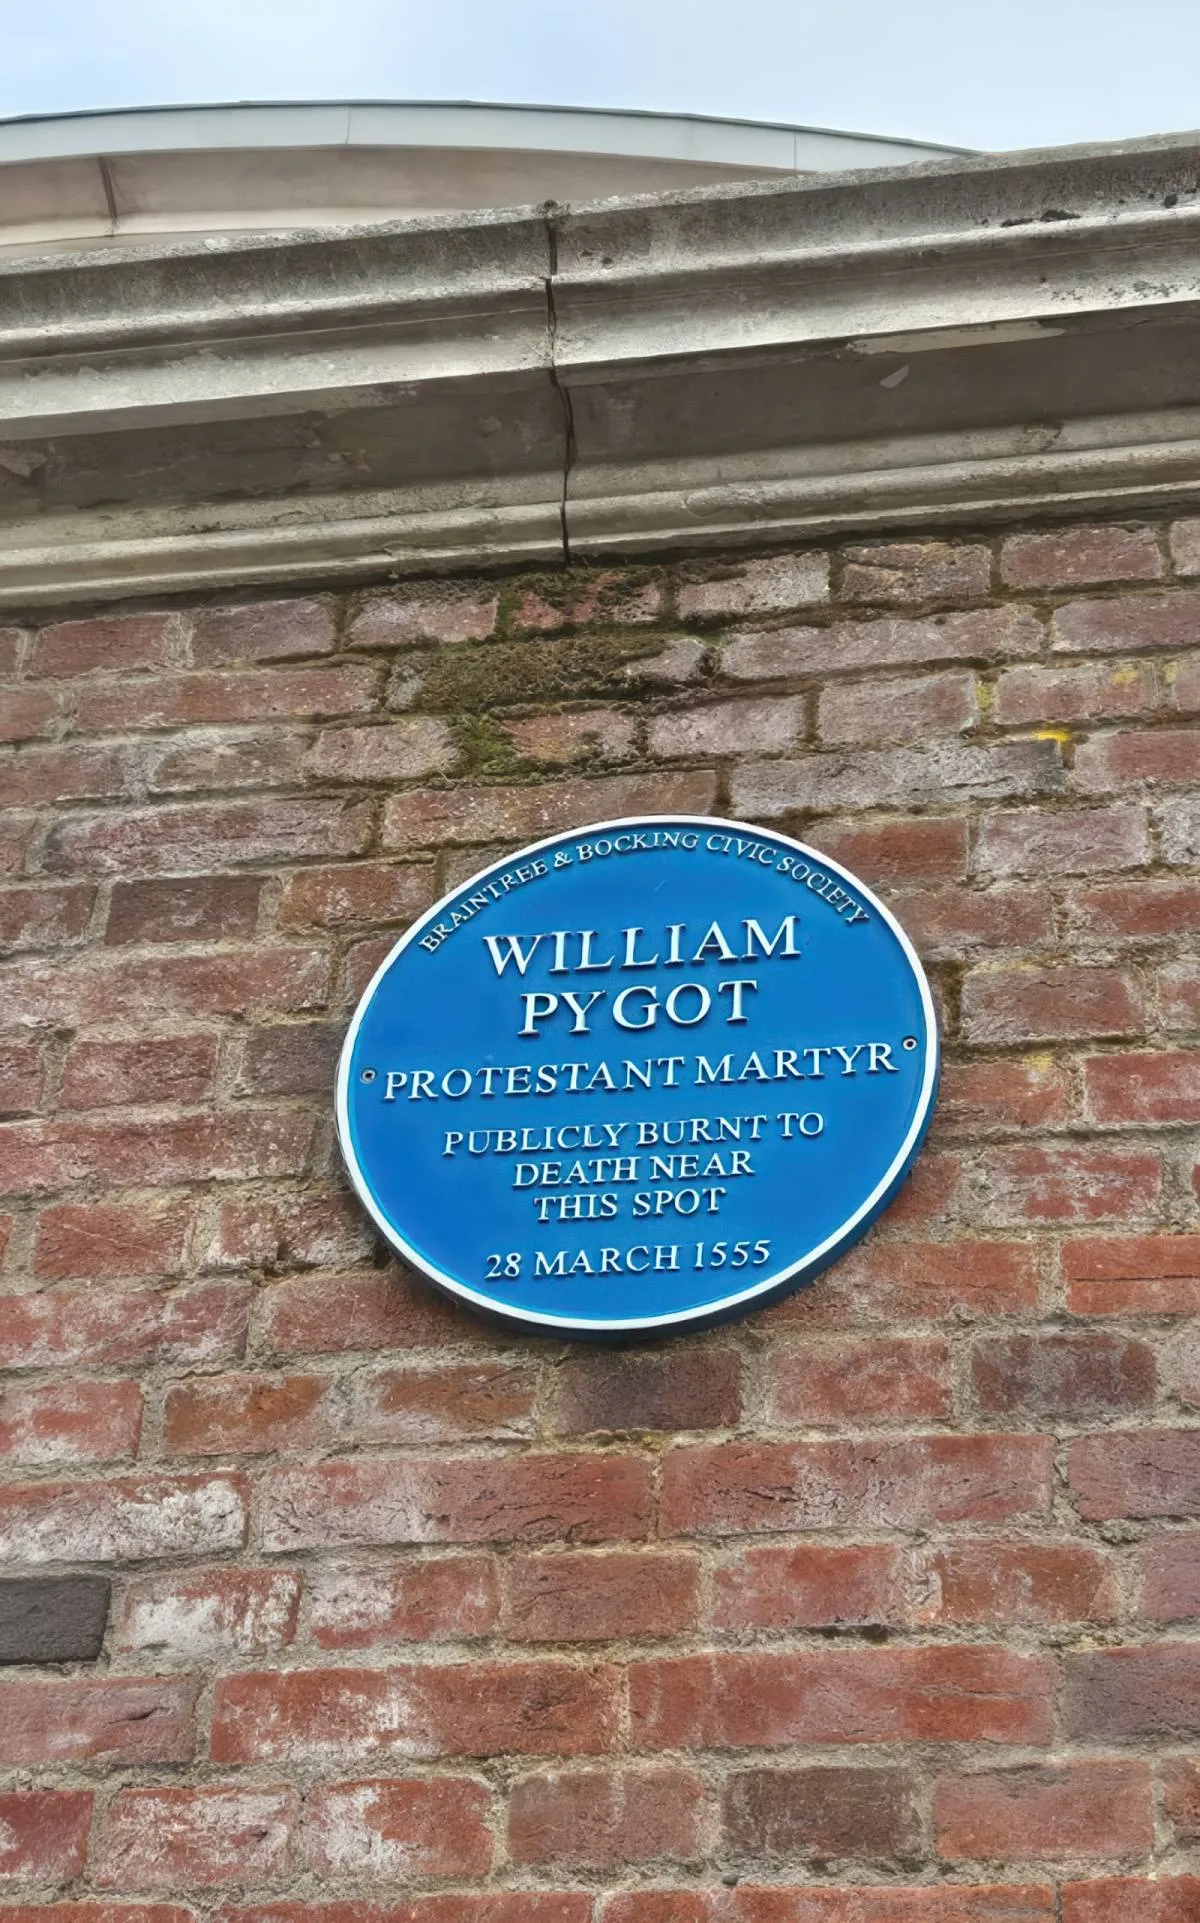 BRAINTREE & BOCKING CIVIC SOCIETY
WILLIAM
PYGOT
PROTESTANT MARTYR
PUBLICLY BURNT TO
DEATH NEAR
THIS SPOT
28 MARCH 1555